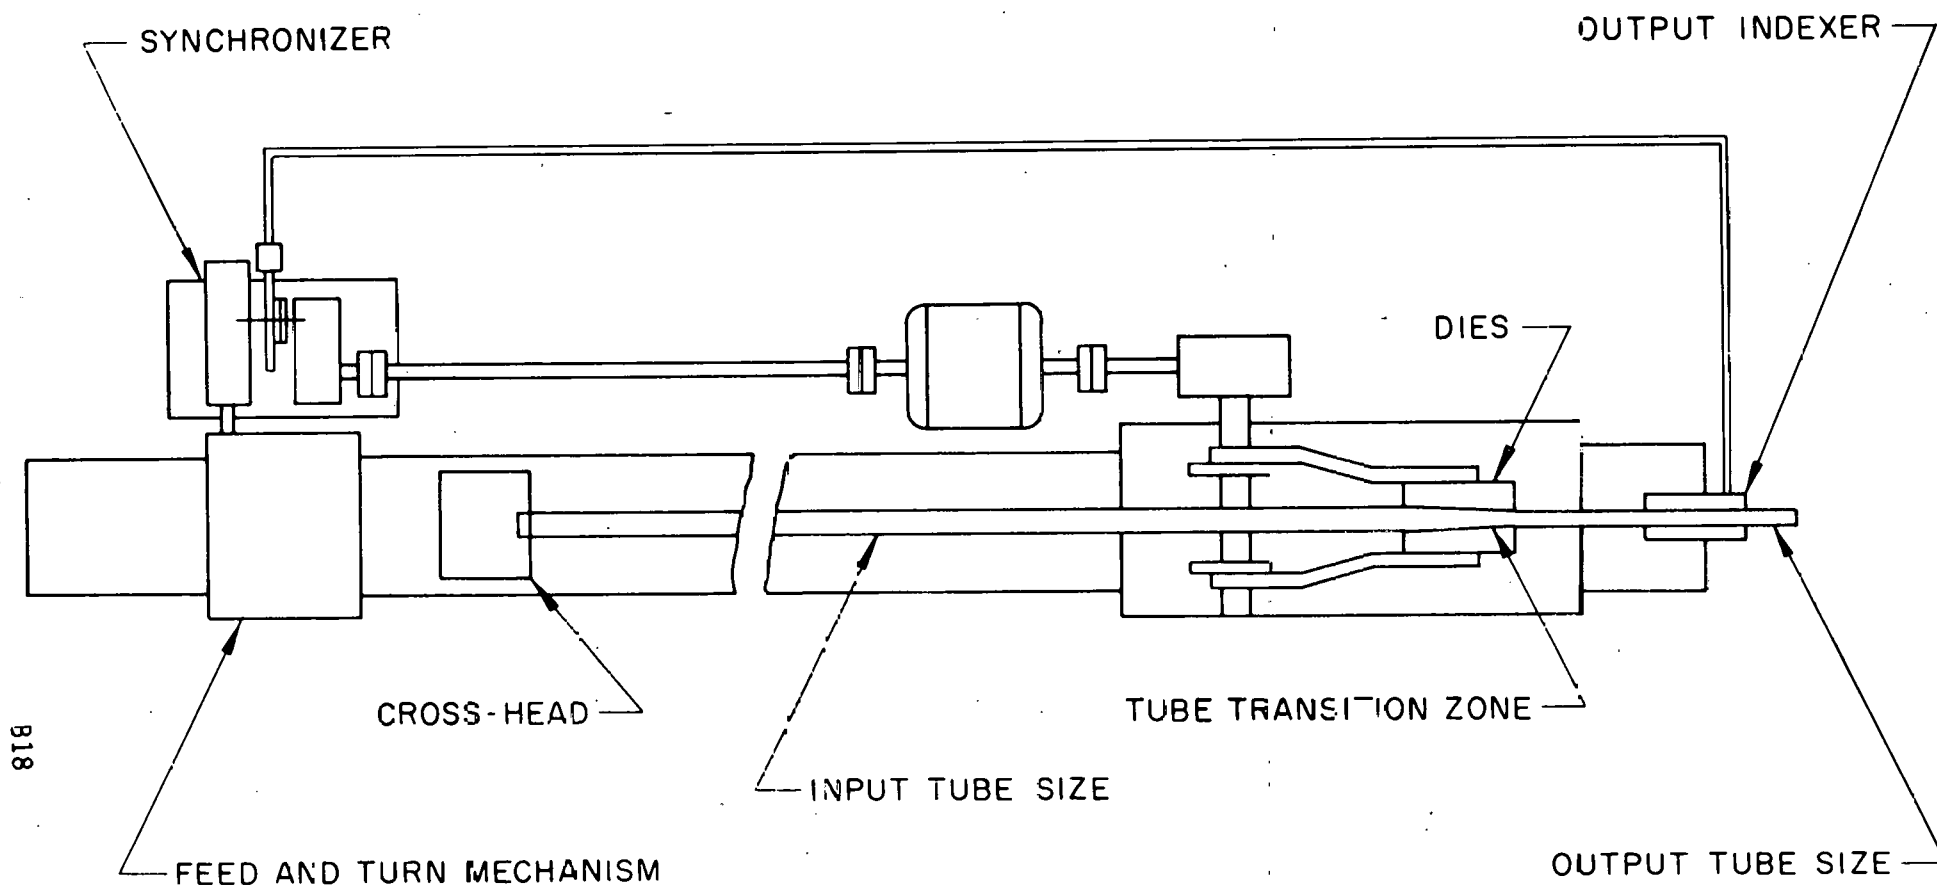 SYNCHRONIZER
OUTPUT INDEXER
DIES
CROSS-HEAD
TUBE TRANSITION ZONE
INPUT TUBE SIZE
FEED AND TURN MECHANISM
OUTPUT TUBE SIZE
B18